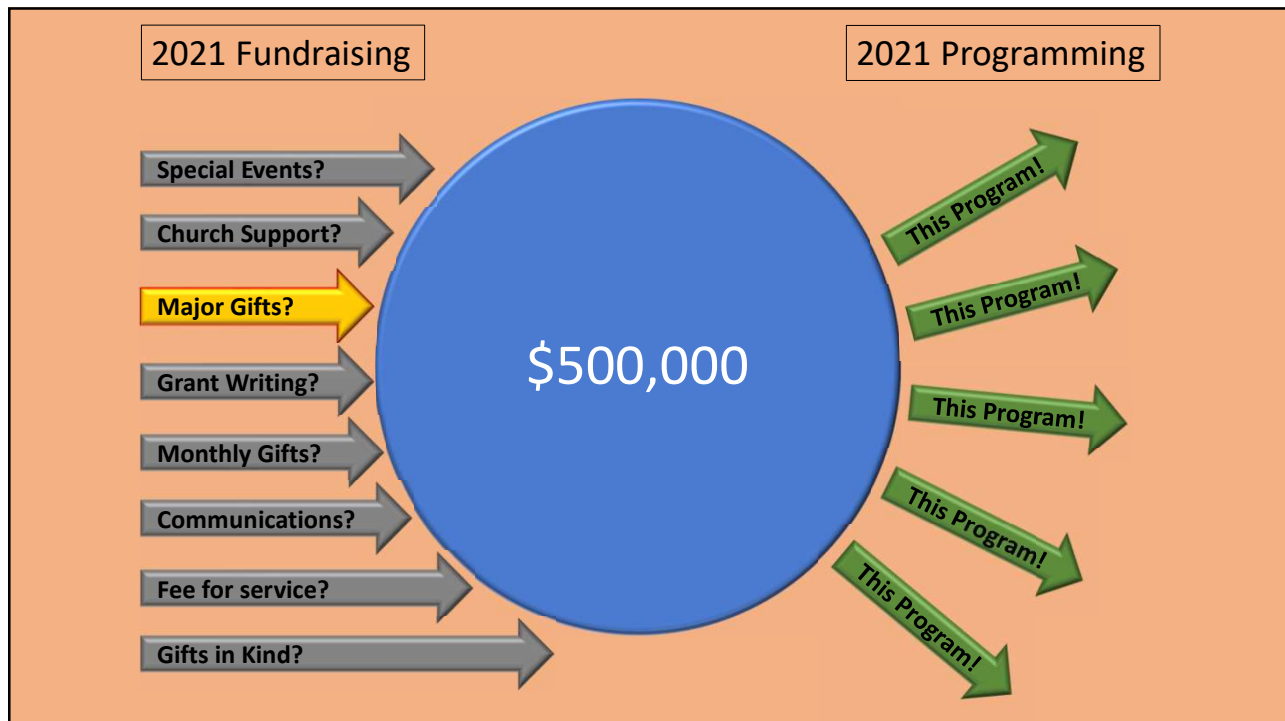 2021 Fundraising
2021 Programming
Special Events?
Church Support?
Major Gifts?
Grant Writing?
Monthly Gifts?
Communications?
Fee for service?
Gifts in Kind?
$500,000
This Program!
This Program!
This Program!
This Program!
This Program!